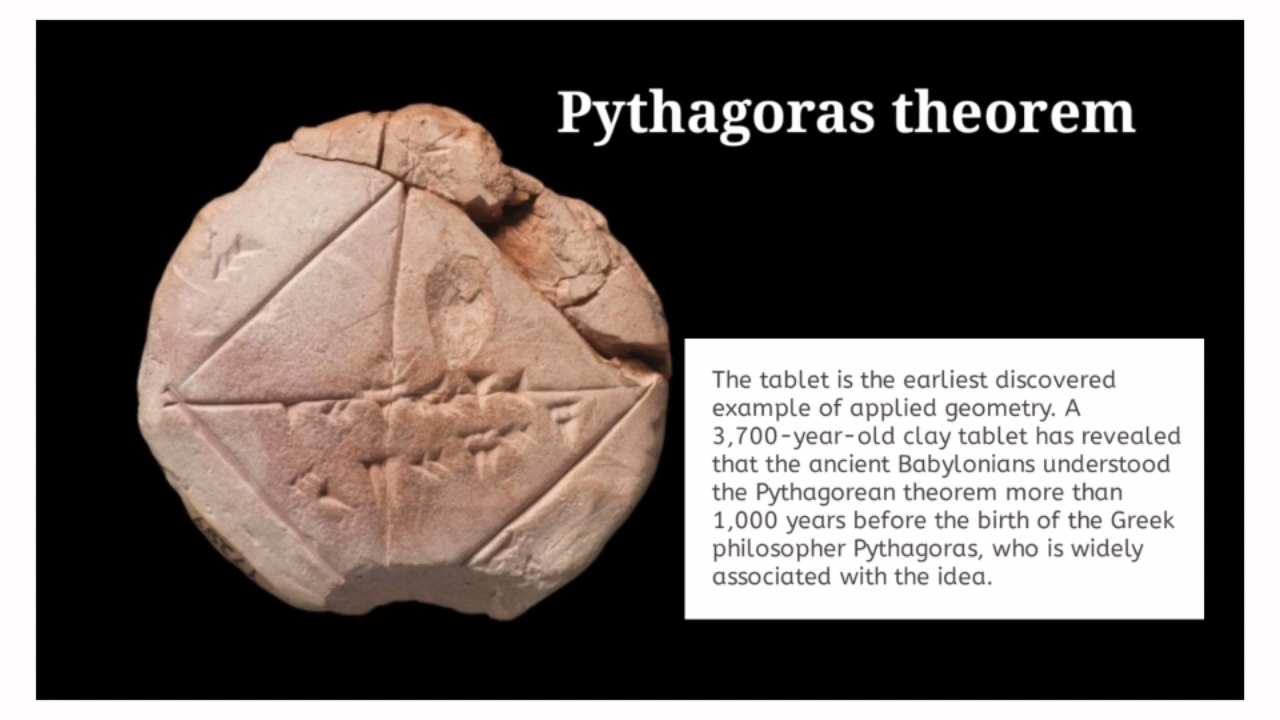 Pythagoras theorem
The tablet is the earliest discovered
example of applied geometry. A
3,700-year-old clay tablet has revealed
that the ancient Babylonians understood
the Pythagorean theorem more than
1,000 years before the birth of the Greek
philosopher Pythagoras, who is widely
associated with the idea.